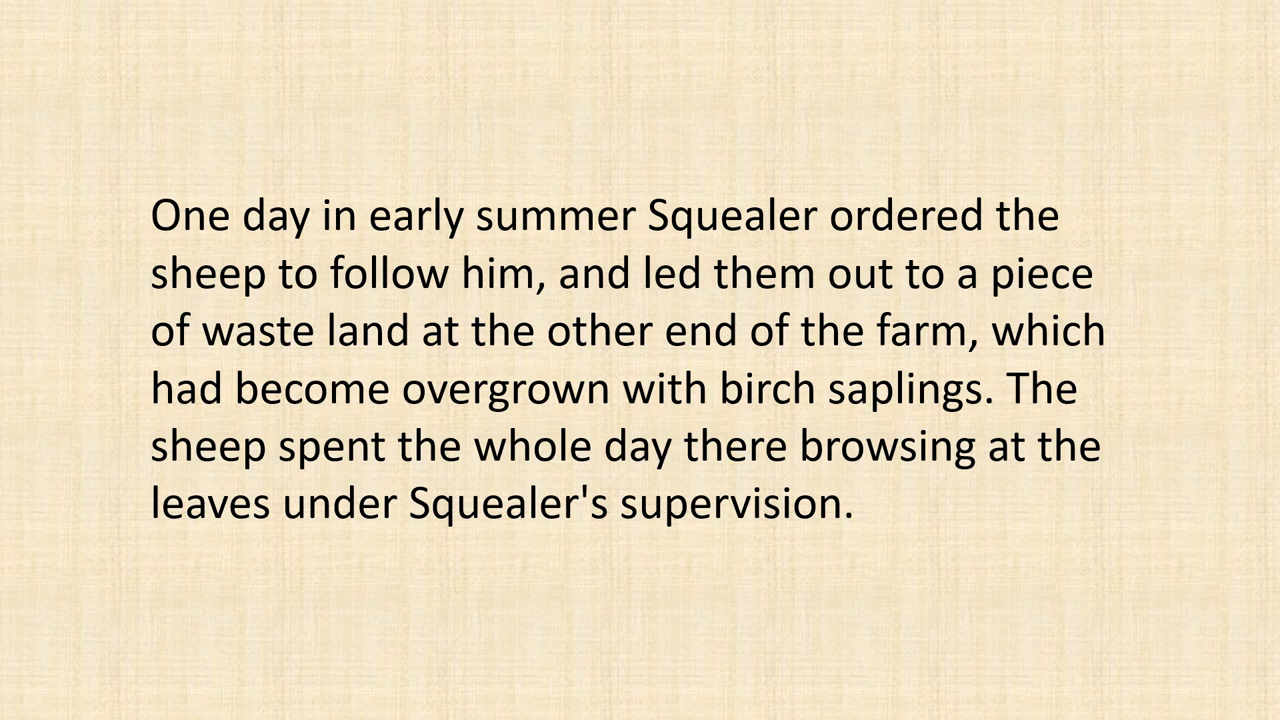 One day in early summer Squealer ordered the
sheep to follow him, and led them out to a piece
of waste land at the other end of the farm, which
had become overgrown with birch saplings. The
sheep spent the whole day there browsing at the
leaves under Squealer's supervision.